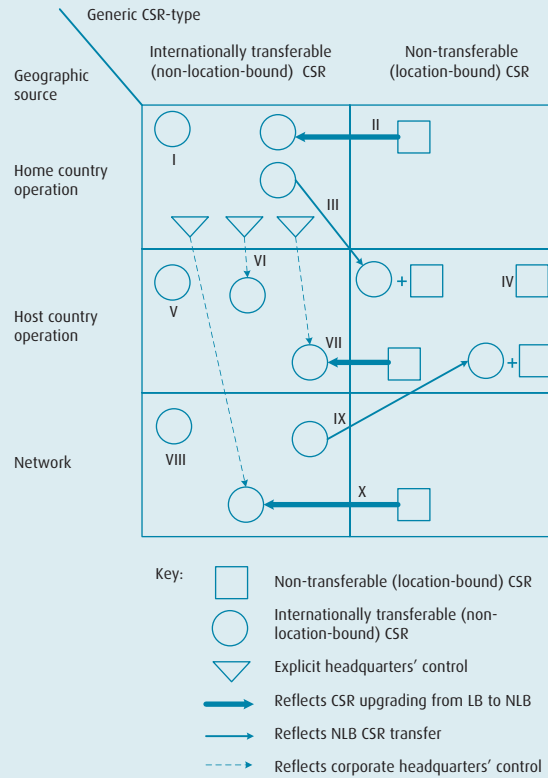 Generic CSR-type
Internationally transferable
(non-location-bound) CSR
Non-transferable
(location-bound) CSR
Geographic
source
II
I
Home country
operation
III
VI
IV
V
Host country
operation
VII
+
+
IX
VIII
Network
X
Key:
Non-transferable (location-bound) CSR
Internationally transferable (non-
location-bound) CSR
Explicit headquarters' control
Reflects CSR upgrading from LB to NLB
Reflects NLB CSR transfer
Reflects corporate headquarters' control